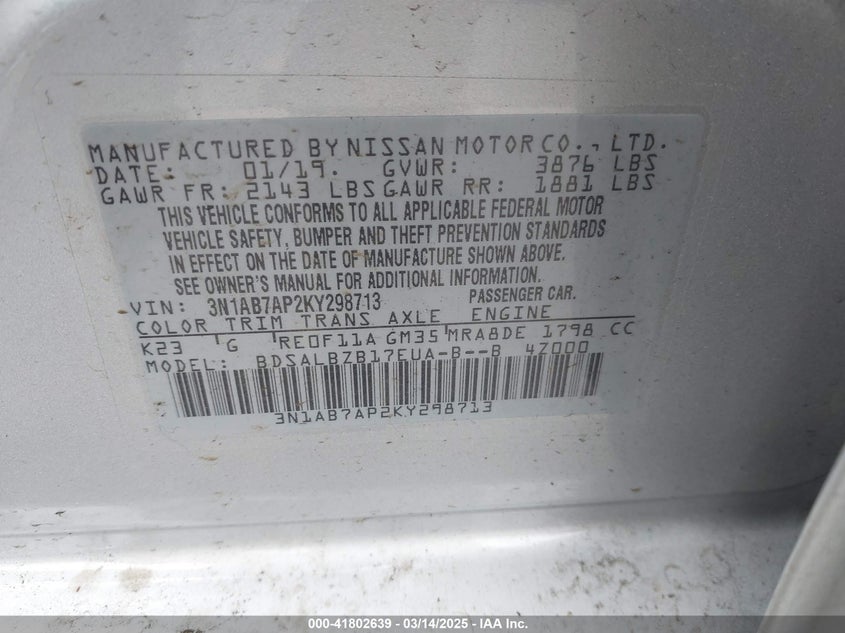 MANUFACTURED BY NISSAN MOTOR CO., LTD.
DATE: 01/19. GVWR: 3876 LBS
GAWR FR: 2143 LBS GAWR RR: 1881 LBS
THIS VEHICLE CONFORMS TO ALL APPLICABLE FEDERAL MOTOR
VEHICLE SAFETY, BUMPER AND THEFT PREVENTION STANDARDS
IN EFFECT ON THE DATE OF MANUFACTURE SHOWN ABOVE.
SEE OWNER'S MANUAL FOR ADDITIONAL INFORMATION.
VIN: 3N1AB7AP2KY298713 PASSENGER CAR.
COLOR TRIM TRANS AXLE ENGINE
K23 'G 'RE0F11A GM35'MRA8DE 1798 CC
MODEL: BDSALBZB17EUA-B--B 4Z000
3N1AB7AP2KY298713
000-41802639 - 03/14/2025 - IAA Inc.